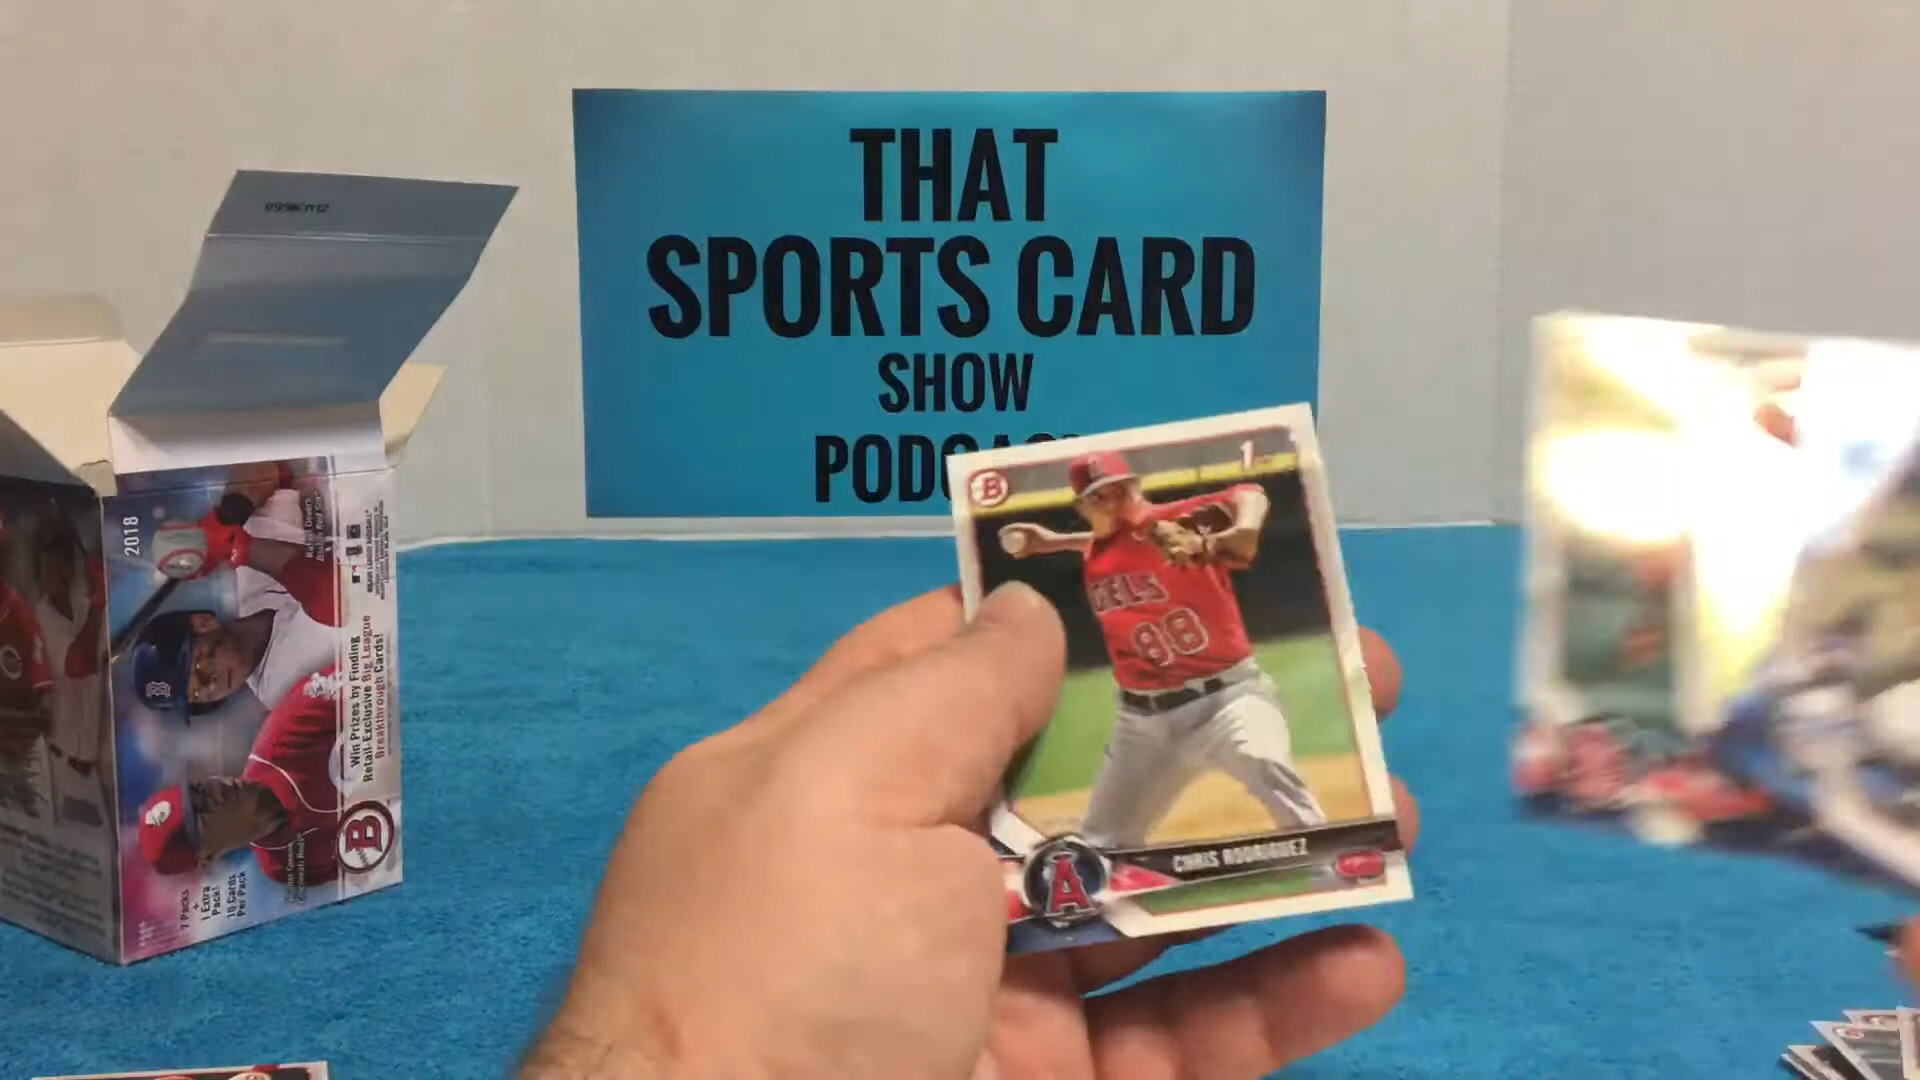 THAT
SPORTS CARD
SHOW
2018
Win Prizes by Finding
Retail-Exclusive Big League
Breakthrough Cards!
7 Packs
+
1 Extra
Pack!
10 Cards
Per Pack
B
B
1
GELS
88
CHRIS RODRIGUEZ
A